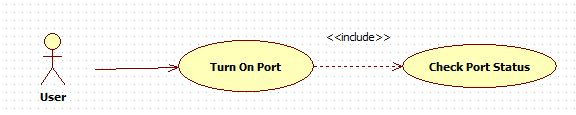 <<include>>
Turn On Port
Check Port Status
User